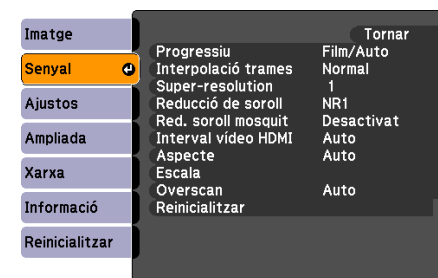 Imatge
Senyal
Ajustos
Ampliada
Xarxa
Informació
Reinicialitzar
Tornar
Progressiu Film/Auto
Interpolació trames Normal
Super-resolution 1
Reducció de soroll NR1
Red. soroll mosquit Desactivat
Interval vídeo HDMI Auto
Aspecte Auto
Escala
Overscan Auto
Reinicialitzar